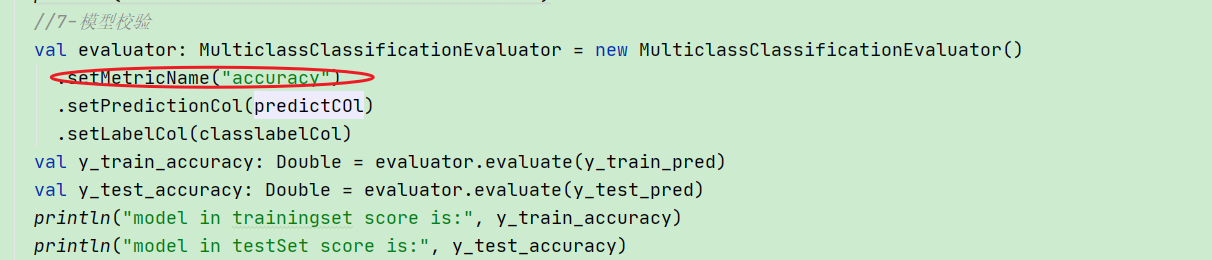 //7-模型校验
val evaluator: MulticlassClassificationEvaluator = new MulticlassClassificationEvaluator()
.setMetricName("accuracy")
.setPredictionCol(predictCOl)
.setLabelCol(classlabelCol)
val y_train_accuracy: Double = evaluator.evaluate(y_train_pred)
val y_test_accuracy: Double = evaluator.evaluate(y_test_pred)
println("model in trainingset score is:", y_train_accuracy)
println("model in testSet score is:", y_test_accuracy)